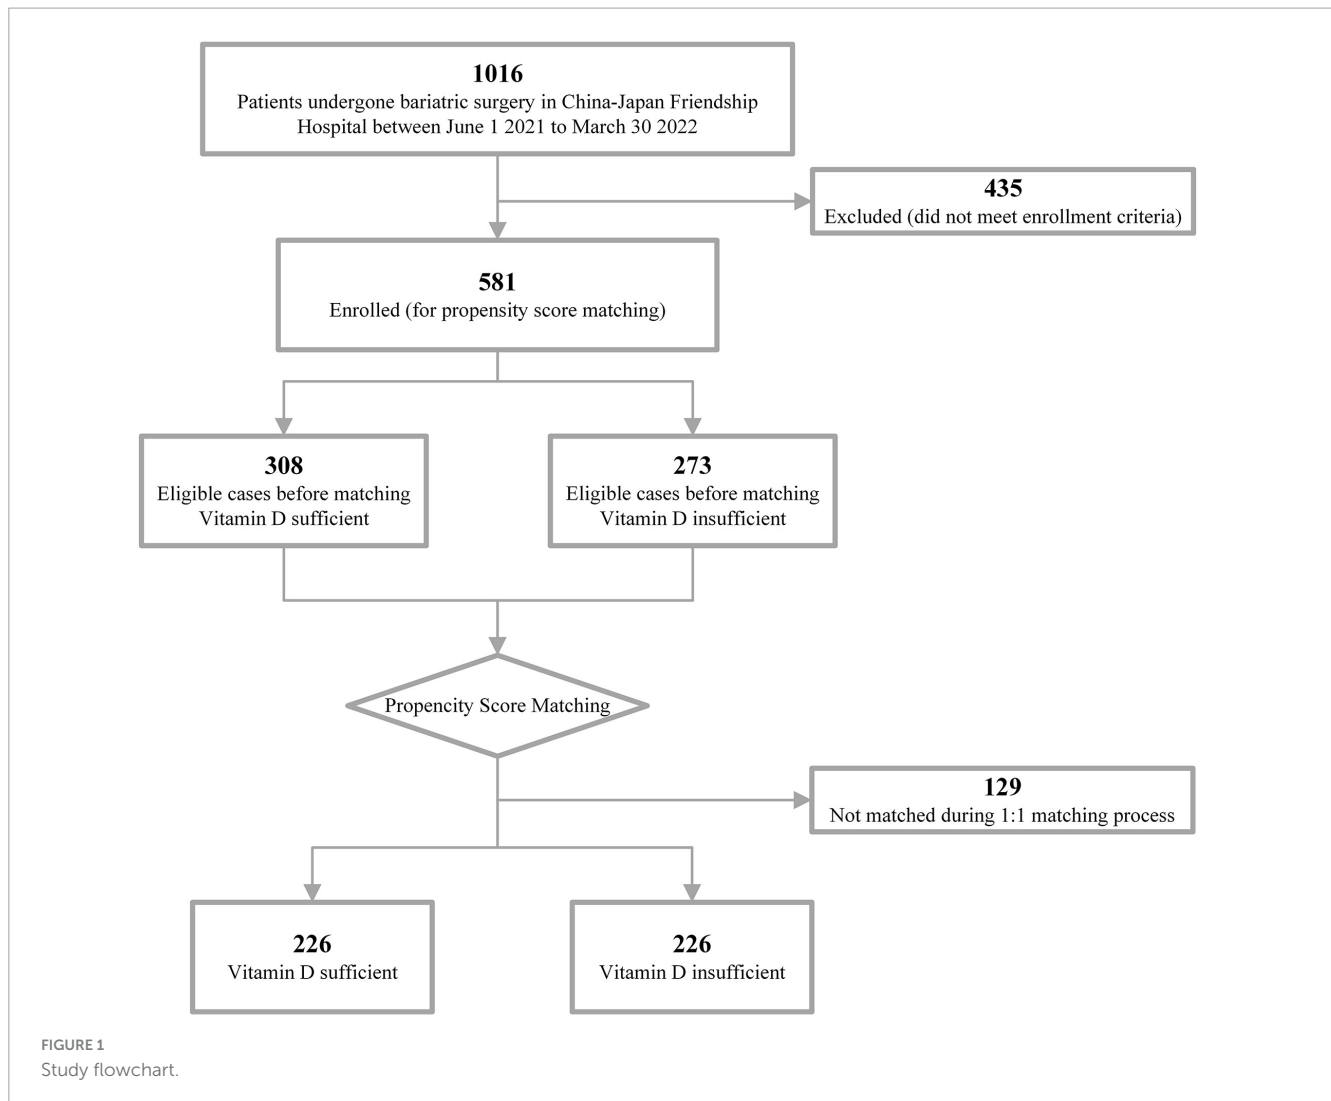 1016
Patients undergone bariatric surgery in China-Japan Friendship
Hospital between June 1 2021 to March 30 2022
435
Excluded (did not meet enrollment criteria)
581
Enrolled (for propensity score matching)
308
Eligible cases before matching
Vitamin D sufficient
273
Eligible cases before matching
Vitamin D insufficient
Propencity Score Matching
129
Not matched during 1:1 matching process
226
Vitamin D sufficient
226
Vitamin D insufficient
FIGURE 1
Study flowchart.